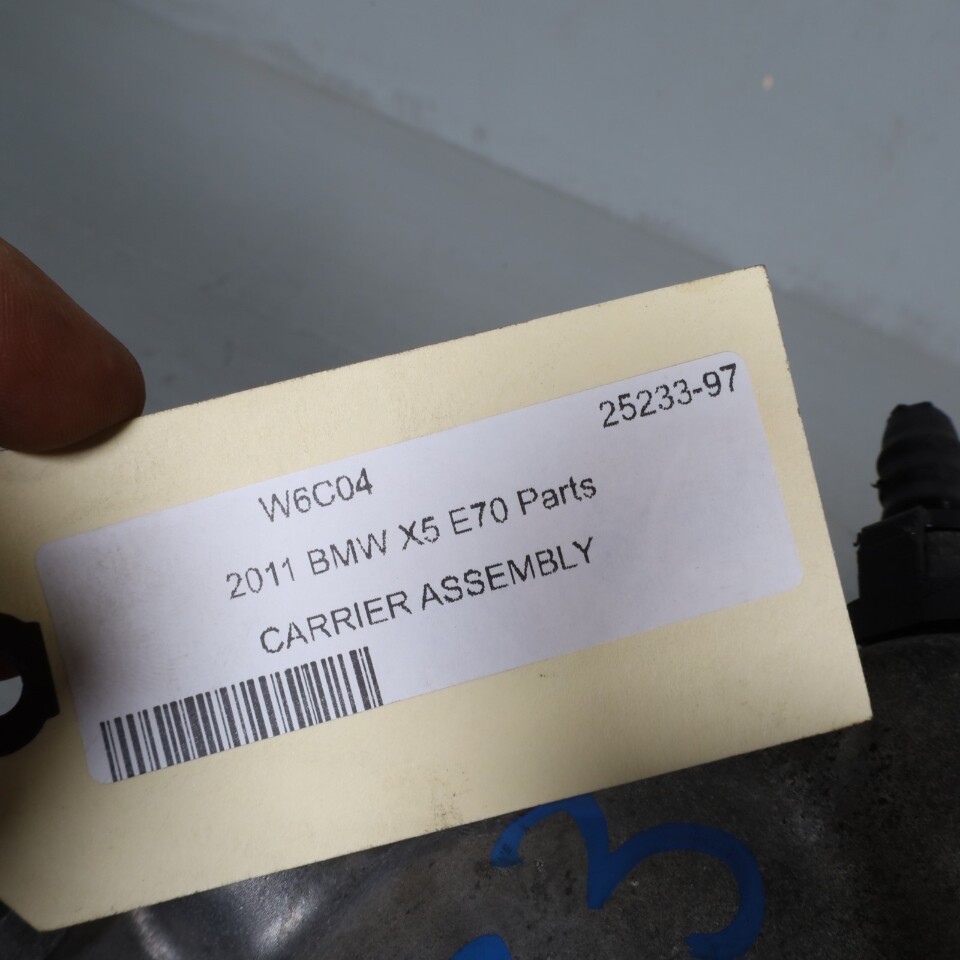 25233-97
W6C04
2011 BMW X5 E70 Parts
CARRIER ASSEMBLY